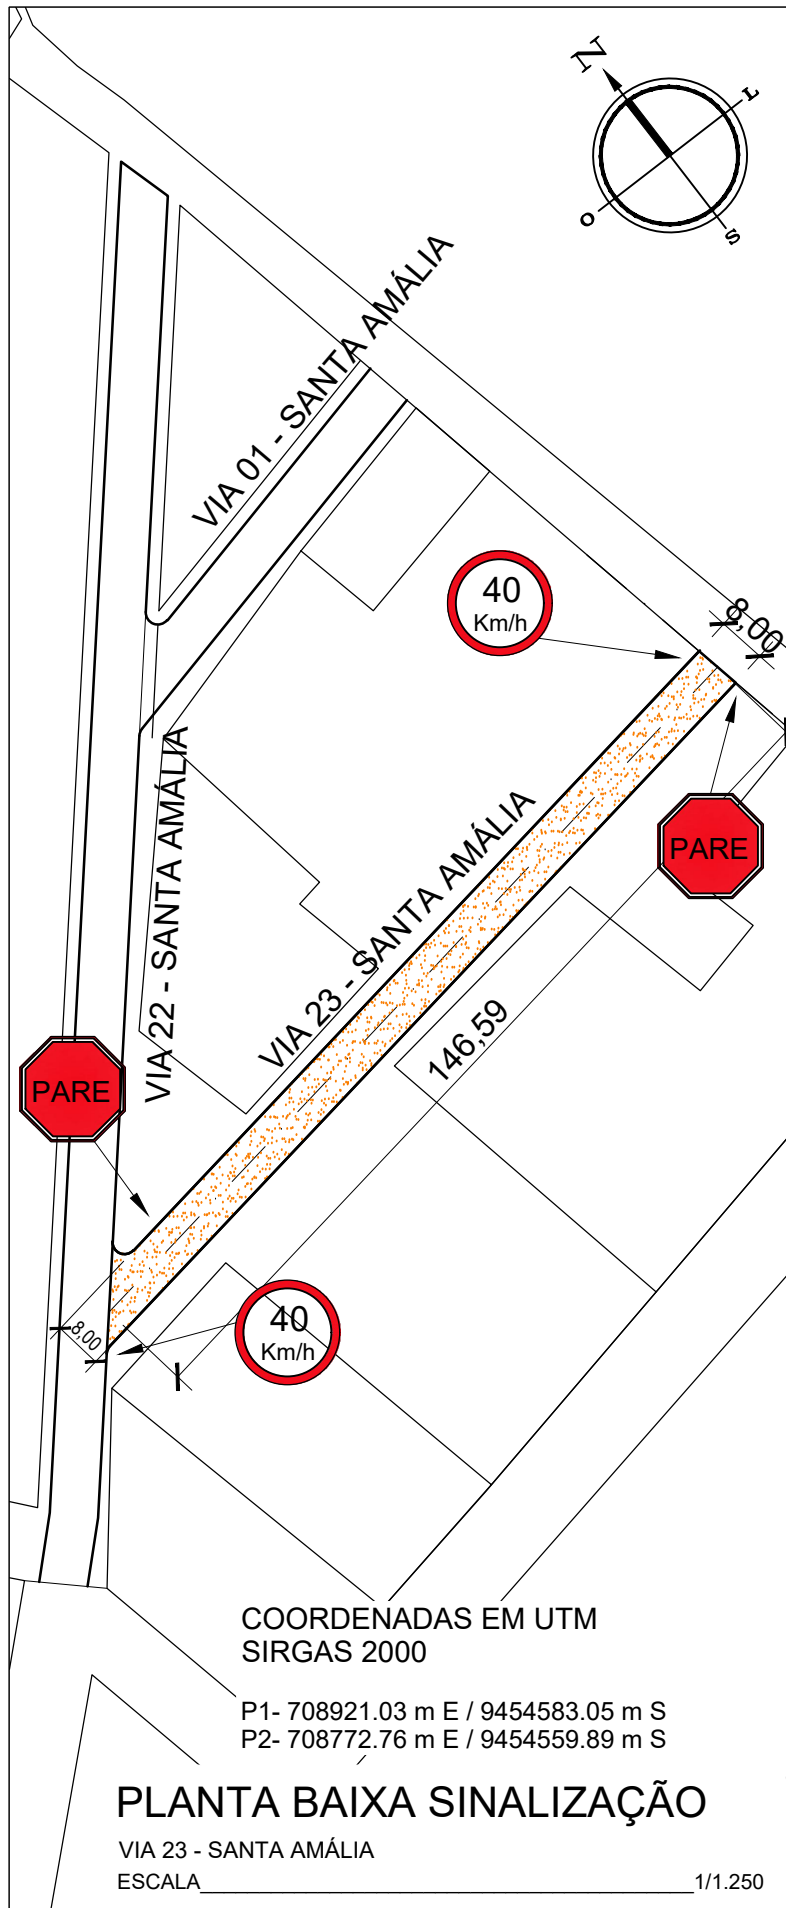 N
L
O
S
VIA 01 - SANTA AMÁLIA
40
Km/h
8,00
PARE
VIA 22 - SANTA AMÁLIA
VIA 23 - SANTA AMÁLIA
146,59
PARE
8,00
40
Km/h
COORDENADAS EM UTM
SIRGAS 2000
P1- 708921.03 m E / 9454583.05 m S
P2- 708772.76 m E / 9454559.89 m S
PLANTA BAIXA SINALIZAÇÃO
VIA 23 - SANTA AMÁLIA
ESCALA__________________________________________1/1.250